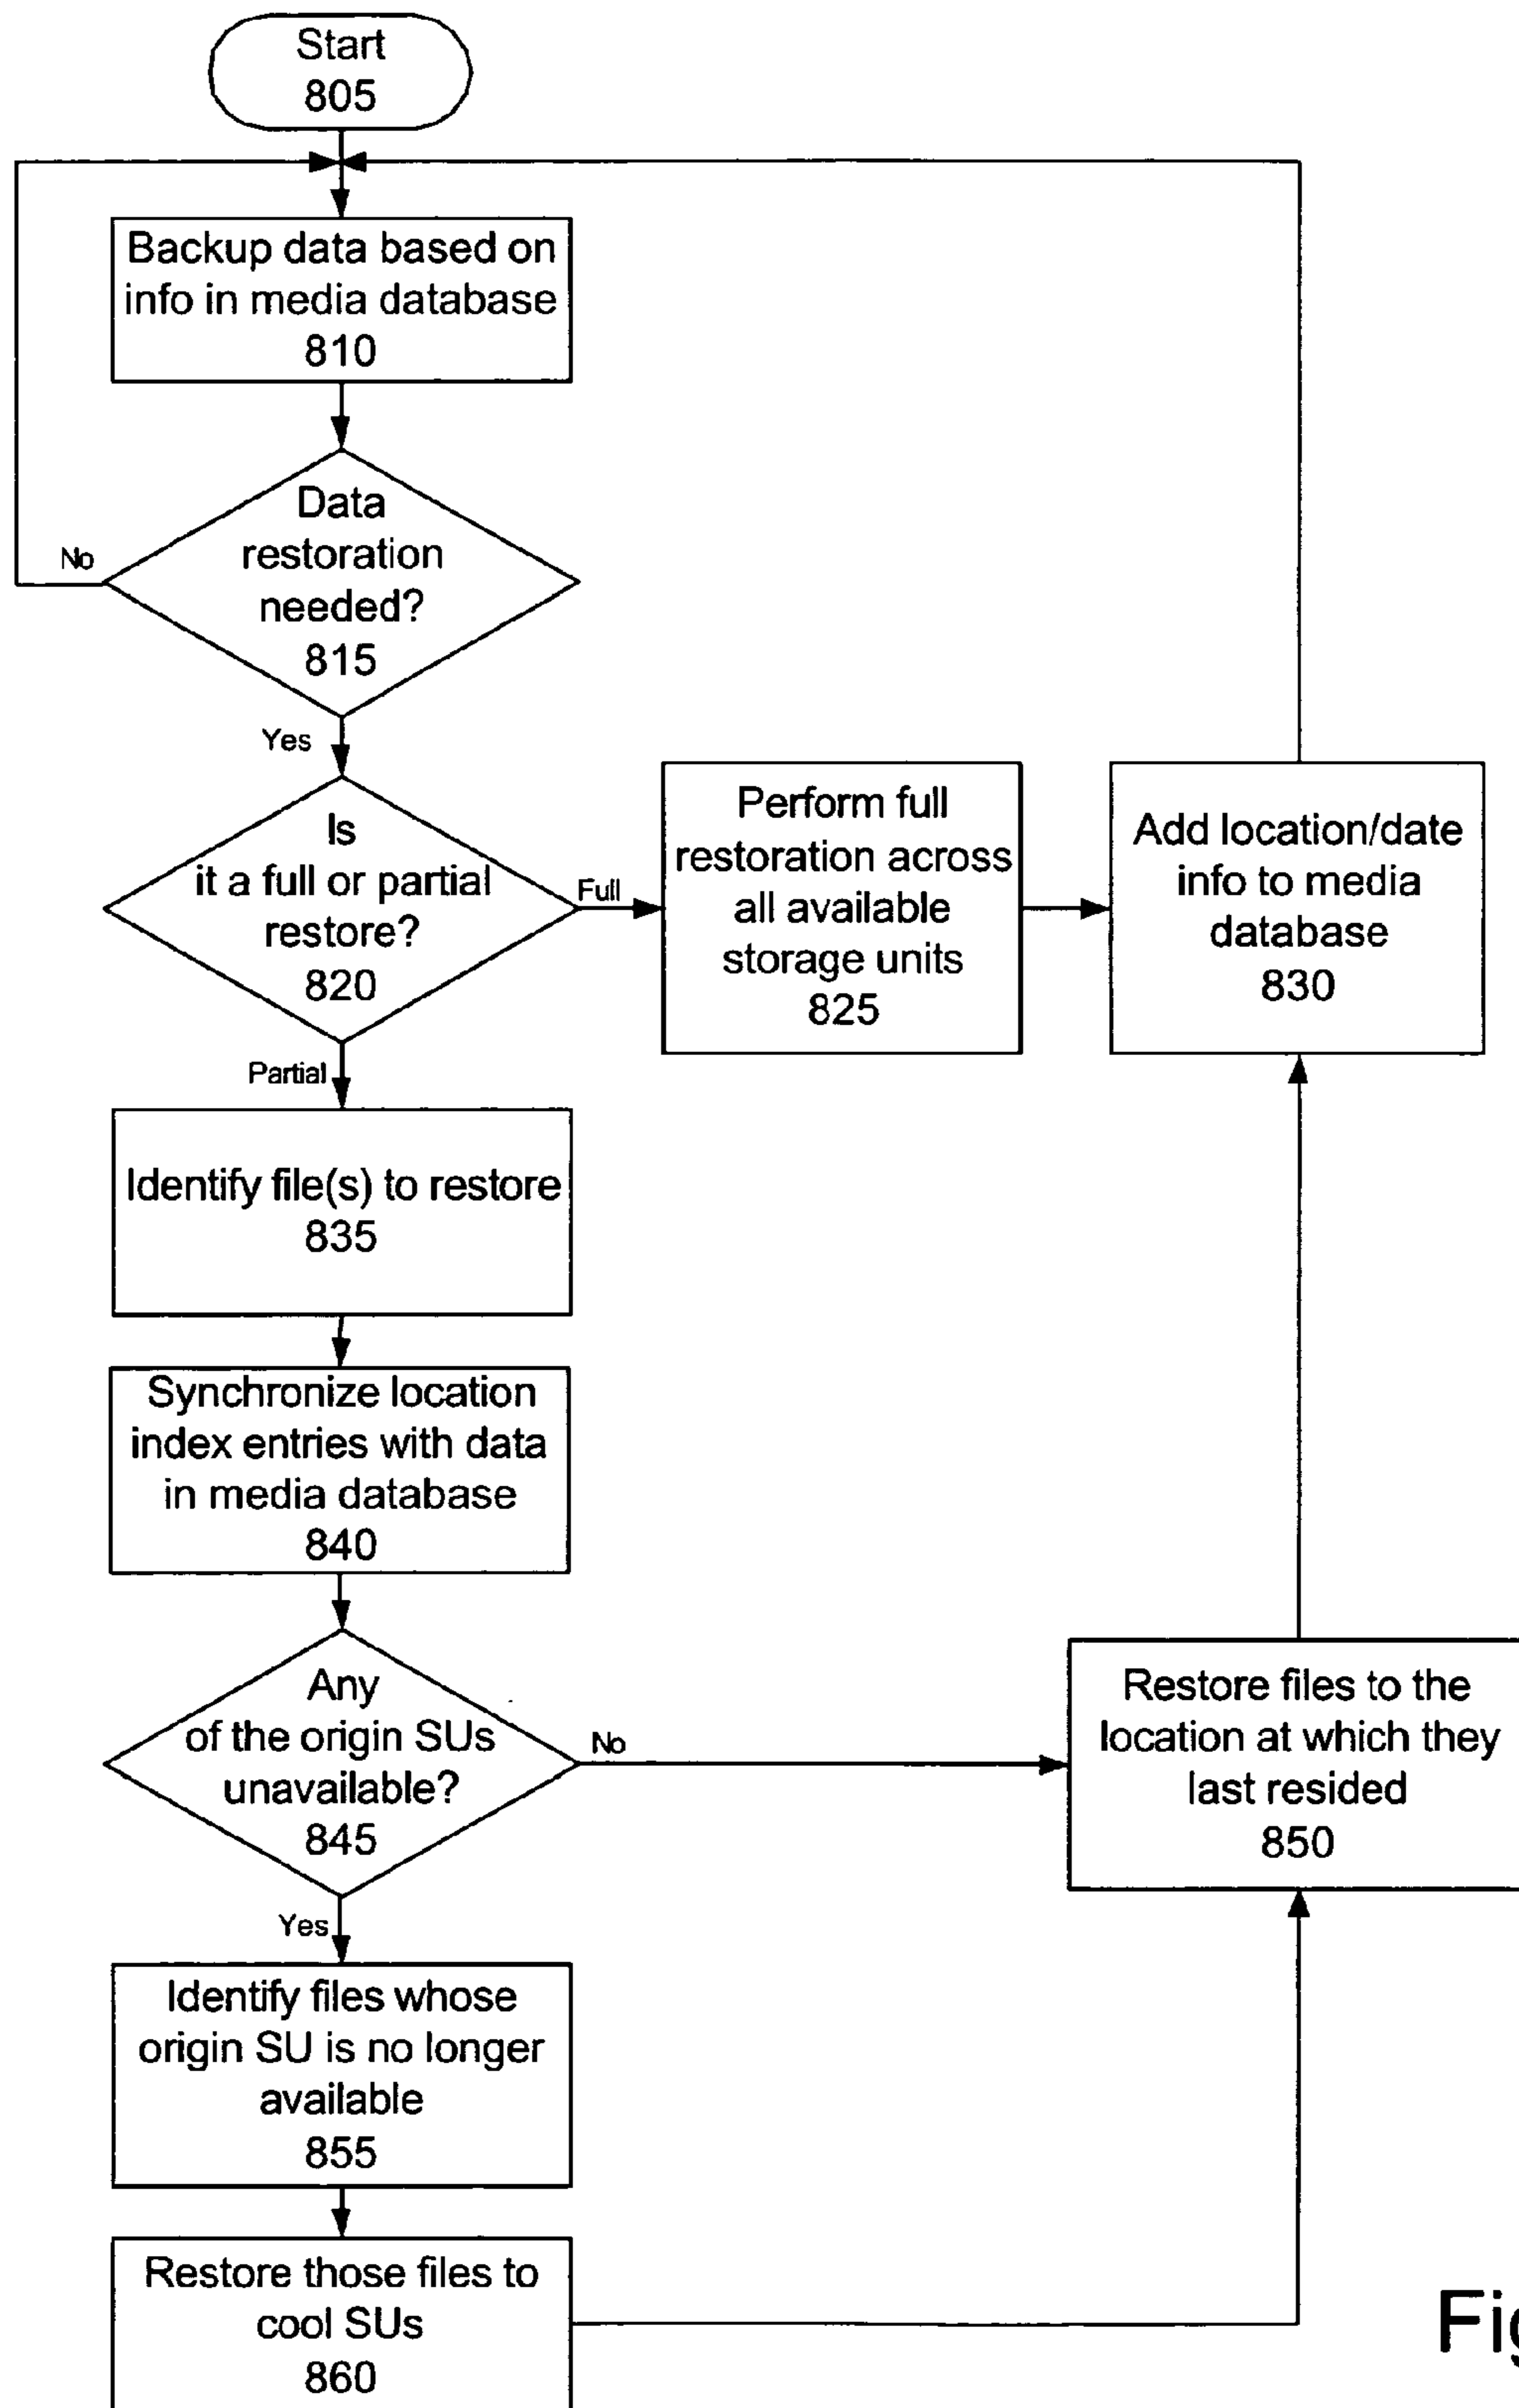 Start
805
Backup data based on
info in media database
810
Data
restoration
needed?
815
No
Yes
Is
it a full or partial
restore?
820
Full
Perform full
restoration across
all available
storage units
825
Add location/date
info to media
database
830
Partial
Identify file(s) to restore
835
Synchronize location
index entries with data
in media database
840
Any
of the origin SUs
unavailable?
845
No
Restore files to the
location at which they
last resided
850
Yes
Identify files whose
origin SU is no longer
available
855
Restore those files to
cool SUs
860